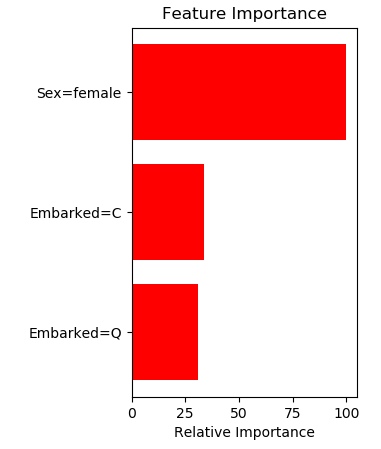 Feature Importance
Sex=female
Embarked=C
Embarked=Q
0 25 50 75 100
Relative Importance